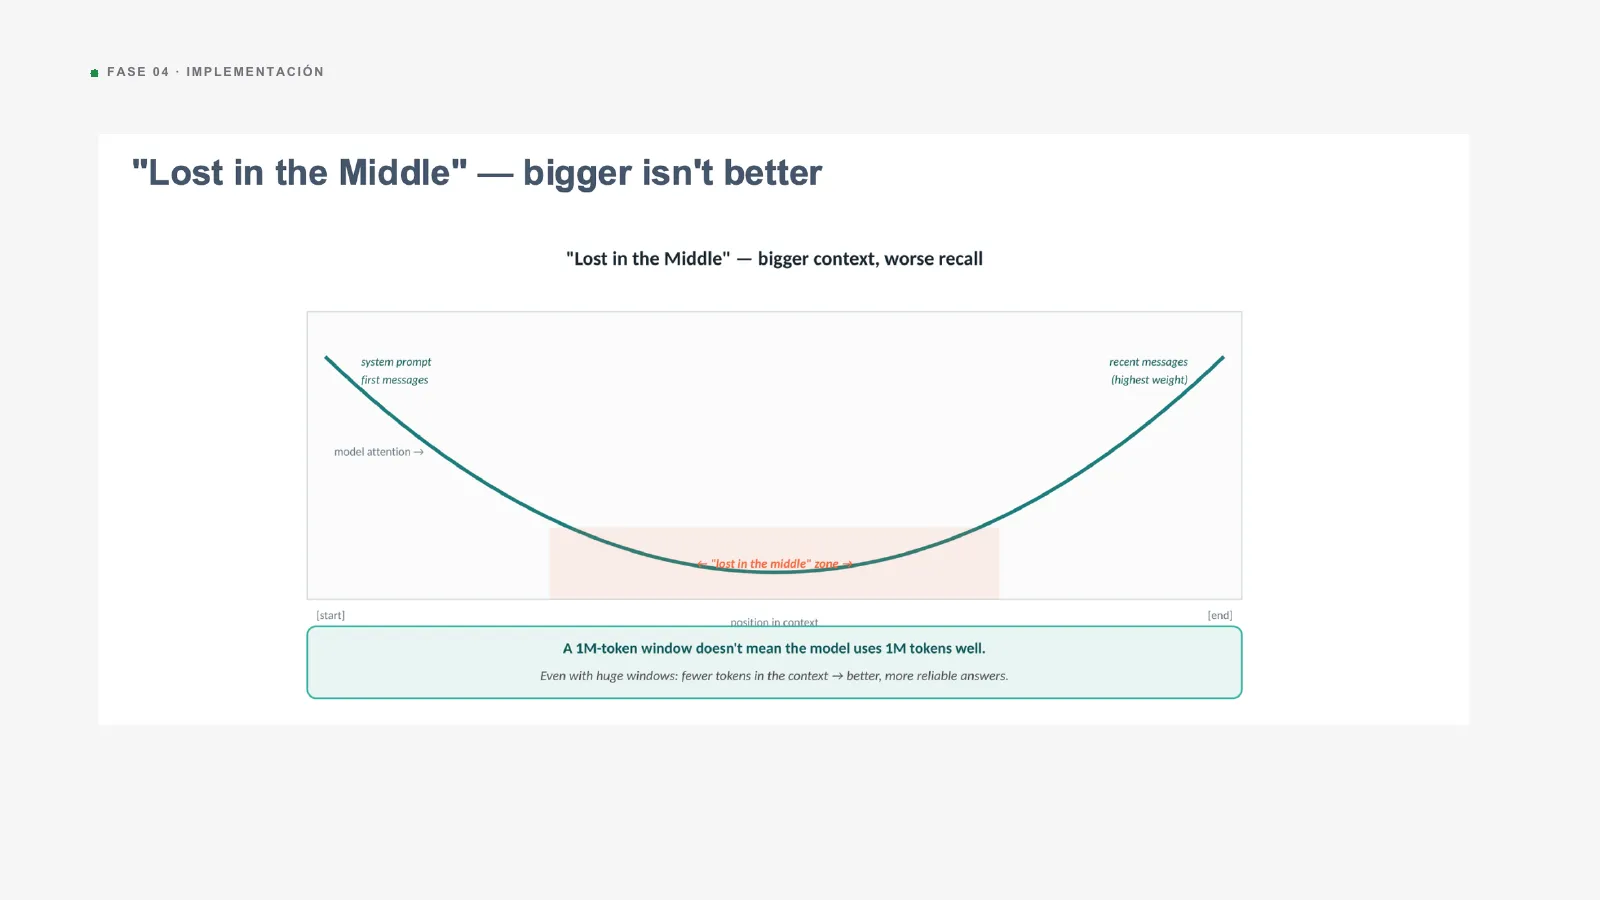 FASE 04 · IMPLEMENTACIÓN
"Lost in the Middle" — bigger isn't better
"Lost in the Middle" — bigger context, worse recall
system prompt
first messages
recent messages
(highest weight)
model attention →
← "lost in the middle" zone →
[start]
[end]
position in context
A 1M-token window doesn't mean the model uses 1M tokens well.
Even with huge windows: fewer tokens in the context → better, more reliable answers.